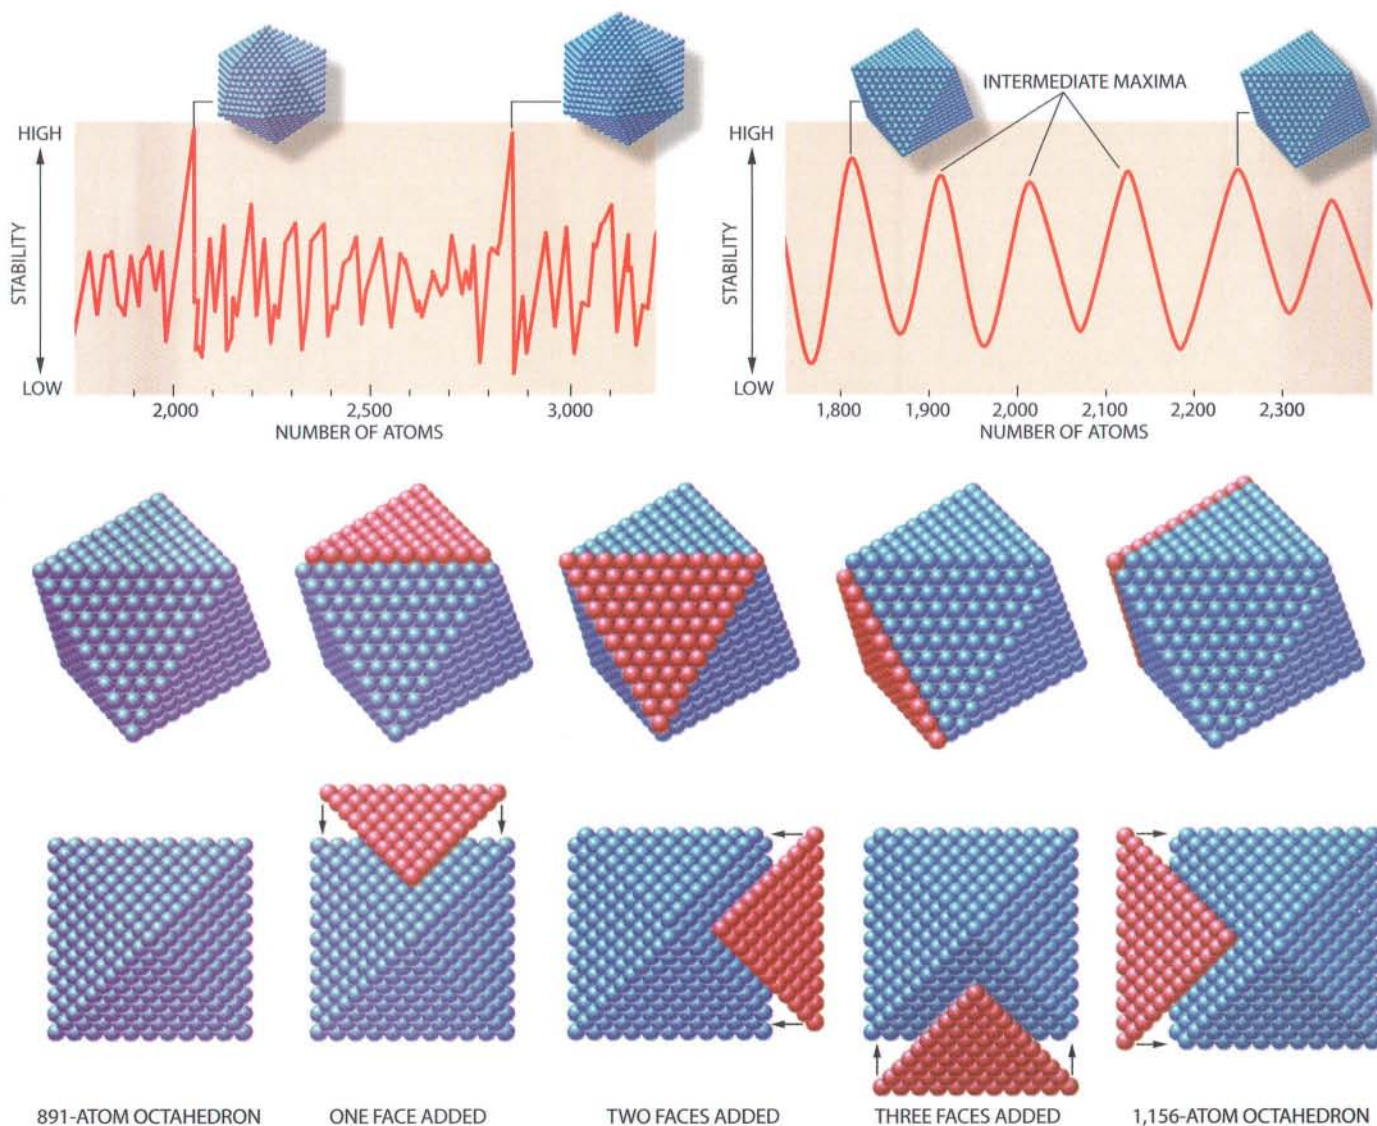 HIGH
STABILITY
LOW
2,000 2,500 3,000
NUMBER OF ATOMS
INTERMEDIATE MAXIMA
HIGH
STABILITY
LOW
1,800 1,900 2,000 2,100 2,200 2,300
NUMBER OF ATOMS
891-ATOM OCTAHEDRON ONE FACE ADDED TWO FACES ADDED THREE FACES ADDED 1,156-ATOM OCTAHEDRON